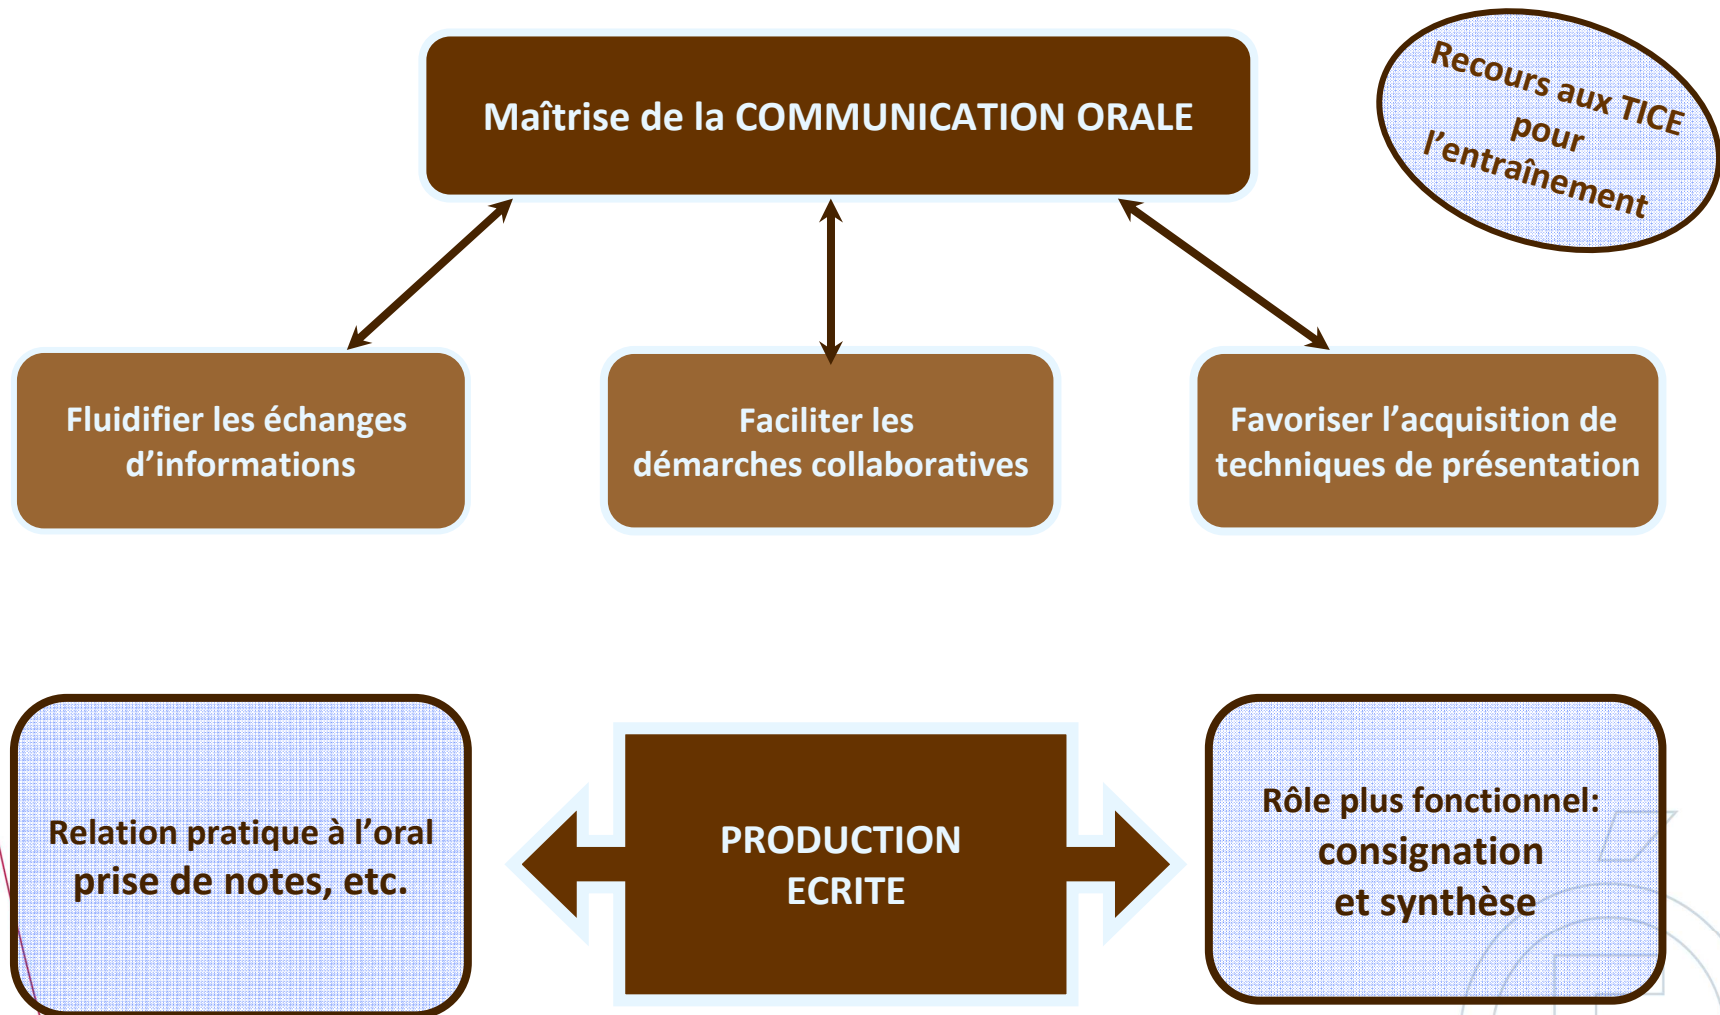 Maîtrise de la COMMUNICATION ORALE
Recours aux TICE
pour
l’entraînement
Fluidifier les échanges
d’informations
Faciliter les
démarches collaboratives
Favoriser l’acquisition de
techniques de présentation
Relation pratique à l’oral
prise de notes, etc.
PRODUCTION
ECRITE
Rôle plus fonctionnel:
consignation
et synthèse